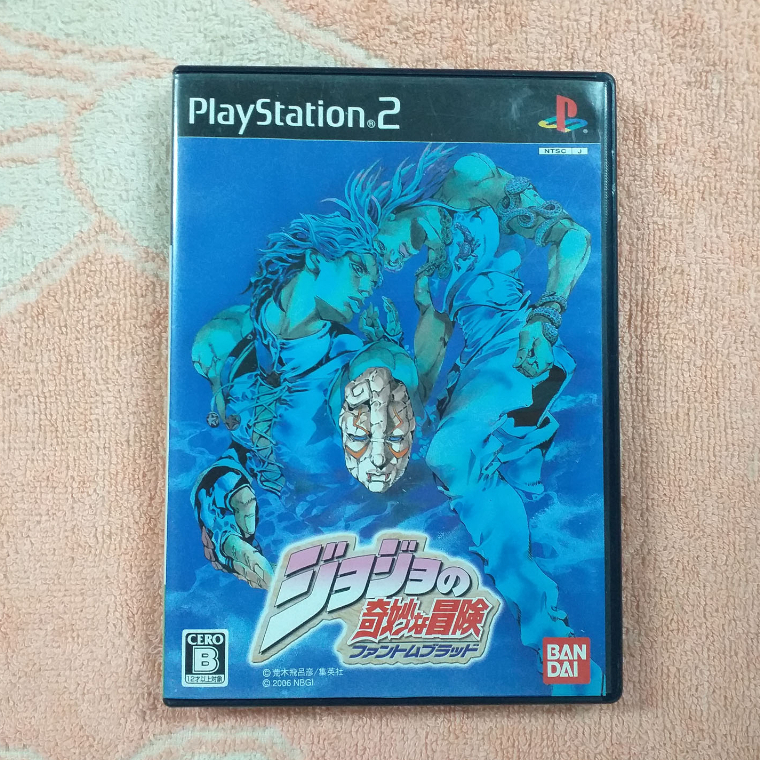 PlayStation®2
NTSC J
ジョジョの
奇妙な冒険
ファントムブラッド
CERO
B
12才以上対象
© 荒木飛呂彦/集英社
© 2006 NBGI
BAN
DAI